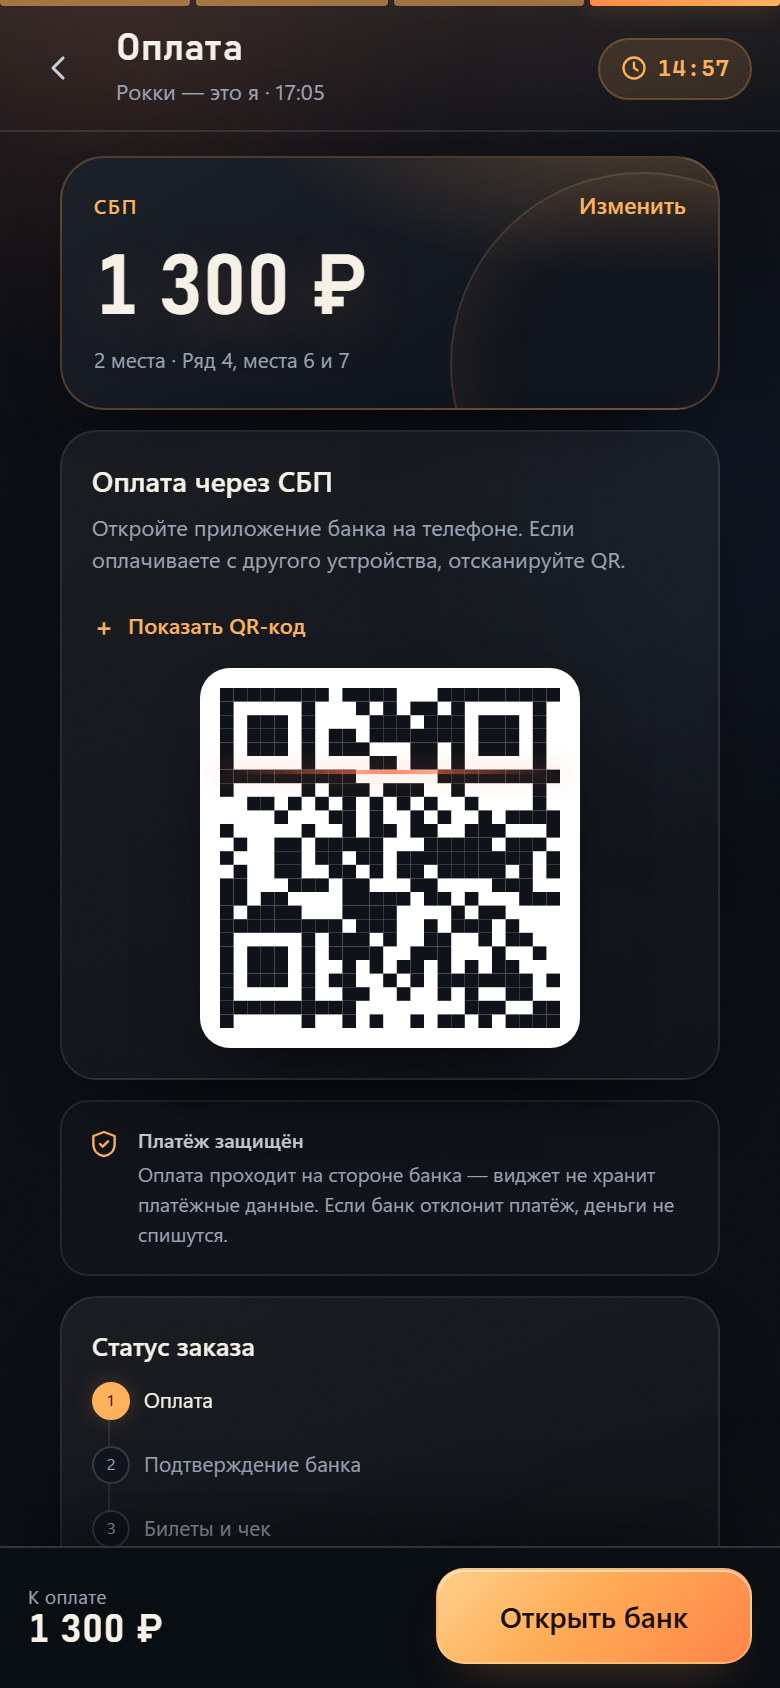 Оплата
Рокки — это я · 17:05
14:57
СБП
Изменить
1 300 ₽
2 места · Ряд 4, места 6 и 7
Оплата через СБП
Откройте приложение банка на телефоне. Если
оплачиваете с другого устройства, отсканируйте QR.
+ Показать QR-код
Платёж защищён
Оплата проходит на стороне банка — виджет не хранит
платёжные данные. Если банк отклонит платёж, деньги не
спишутся.
Статус заказа
1 Оплата
2 Подтверждение банка
3 Билеты и чек
К оплате
1 300 ₽
Открыть банк